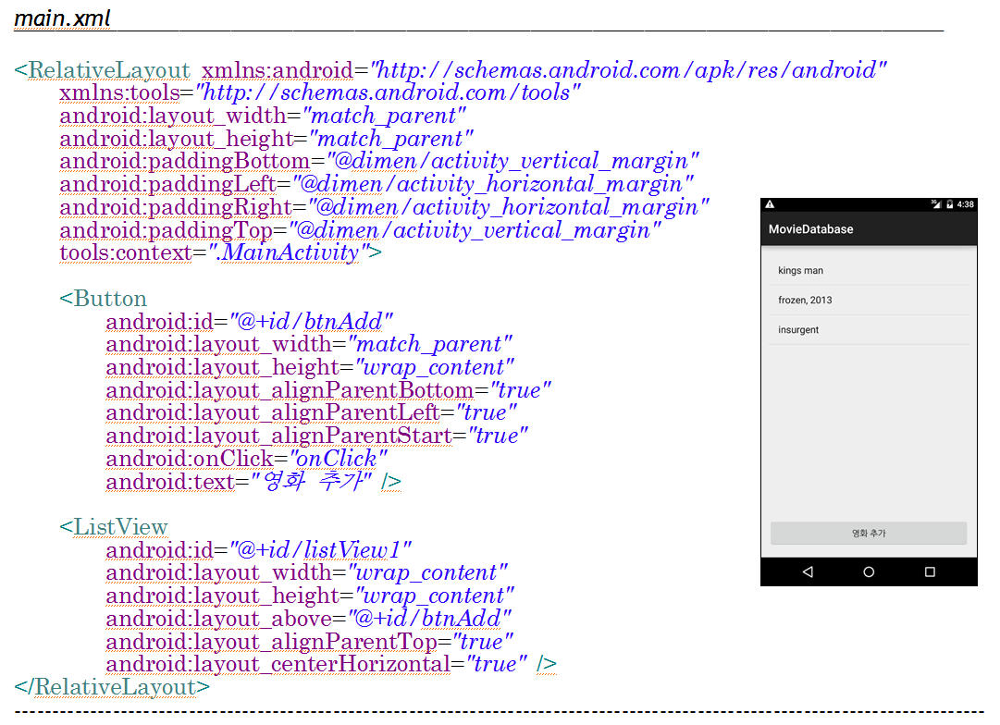 main.xml
<RelativeLayout xmlns:android="http://schemas.android.com/apk/res/android"
xmlns:tools="http://schemas.android.com/tools"
android:layout_width="match_parent"
android:layout_height="match_parent"
android:paddingBottom="@dimen/activity_vertical_margin"
android:paddingLeft="@dimen/activity_horizontal_margin"
android:paddingRight="@dimen/activity_horizontal_margin"
android:paddingTop="@dimen/activity_vertical_margin"
tools:context=".MainActivity">
<Button
android:id="@+id/btnAdd"
android:layout_width="match_parent"
android:layout_height="wrap_content"
android:layout_alignParentBottom="true"
android:layout_alignParentLeft="true"
android:layout_alignParentStart="true"
android:onClick="onClick"
android:text="영화 추가" />
<ListView
android:id="@+id/listView1"
android:layout_width="wrap_content"
android:layout_height="wrap_content"
android:layout_above="@+id/btnAdd"
android:layout_alignParentTop="true"
android:layout_centerHorizontal="true" />
</RelativeLayout>
3G 4:38
MovieDatabase
kings man
frozen, 2013
insurgent
영화 추가